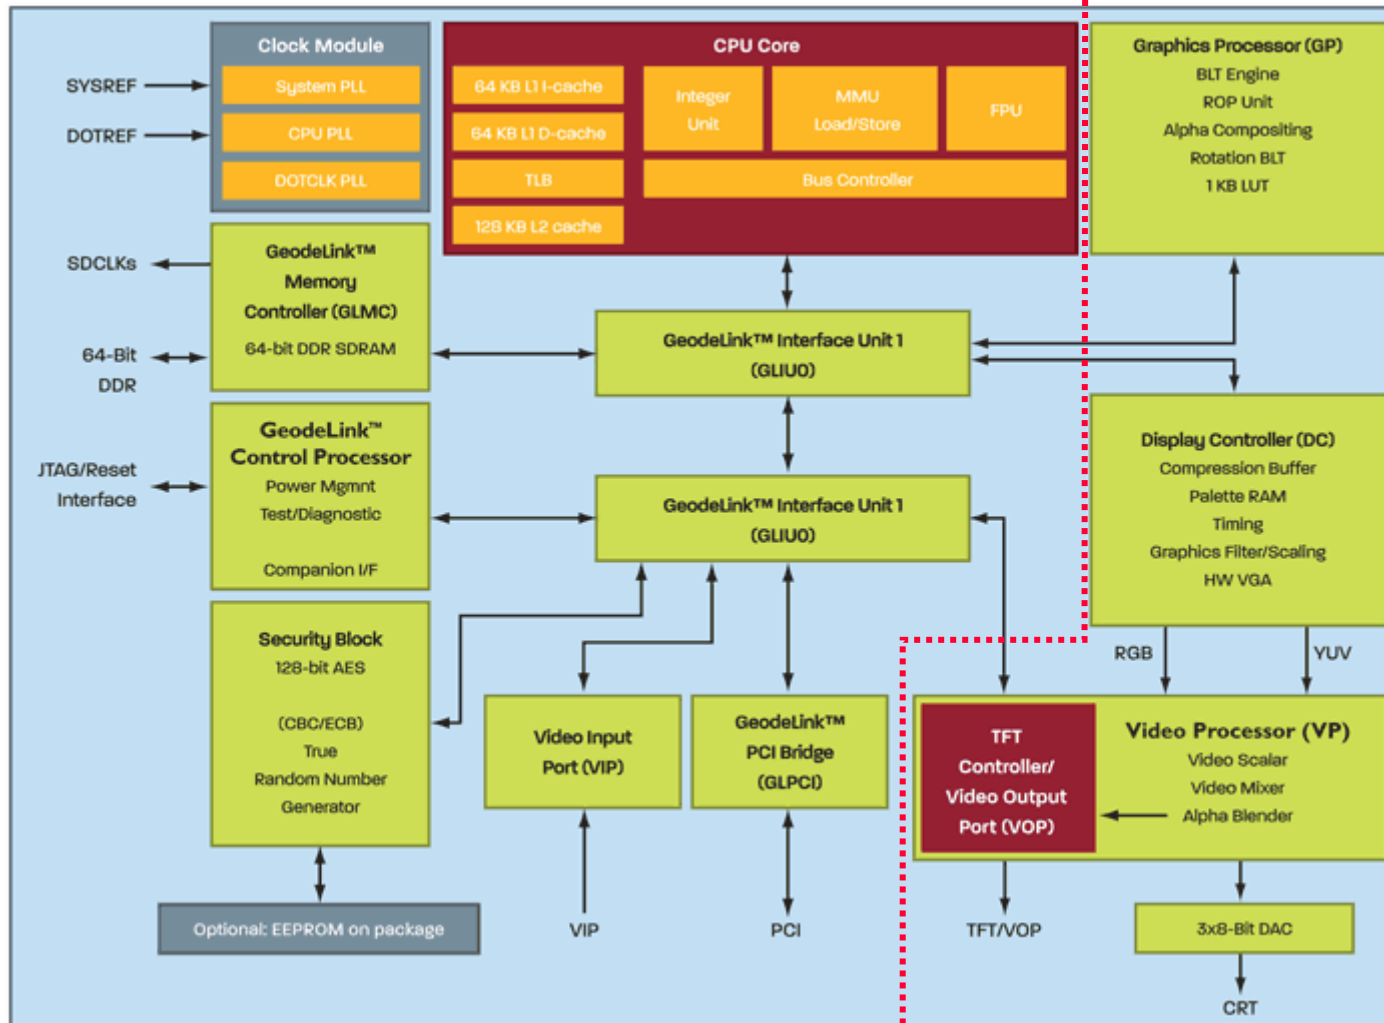 Clock Module
System PLL
CPU PLL
DOTCLK PLL
SYSREF
DOTREF
CPU Core
64 KB L1 I-cache
64 KB L1 D-cache
TLB
128 KB L2 cache
Integer
Unit
MMU
Load/Store
FPU
Bus Controller
Graphics Processor (GP)
BLT Engine
ROP Unit
Alpha Compositing
Rotation BLT
1 KB LUT
SDCLKs
64-Bit
DDR
GeodeLink™
Memory
Controller (GLMC)
64-bit DDR SDRAM
GeodeLink™ Interface Unit 1
(GLIU0)
JTAG/Reset
Interface
GeodeLink™
Control Processor
Power Mgmnt
Test/Diagnostic
Companion I/F
GeodeLink™ Interface Unit 1
(GLIU0)
Display Controller (DC)
Compression Buffer
Palette RAM
Timing
Graphics Filter/Scaling
HW VGA
RGB
YUV
Security Block
128-bit AES
(CBC/ECB)
True
Random Number
Generator
Video Input
Port (VIP)
GeodeLink™
PCI Bridge
(GLPCI)
TFT
Controller/
Video Output
Port (VOP)
Video Processor (VP)
Video Scalar
Video Mixer
Alpha Blender
Optional: EEPROM on package
VIP
PCI
TFT/VOP
3x8-Bit DAC
CRT